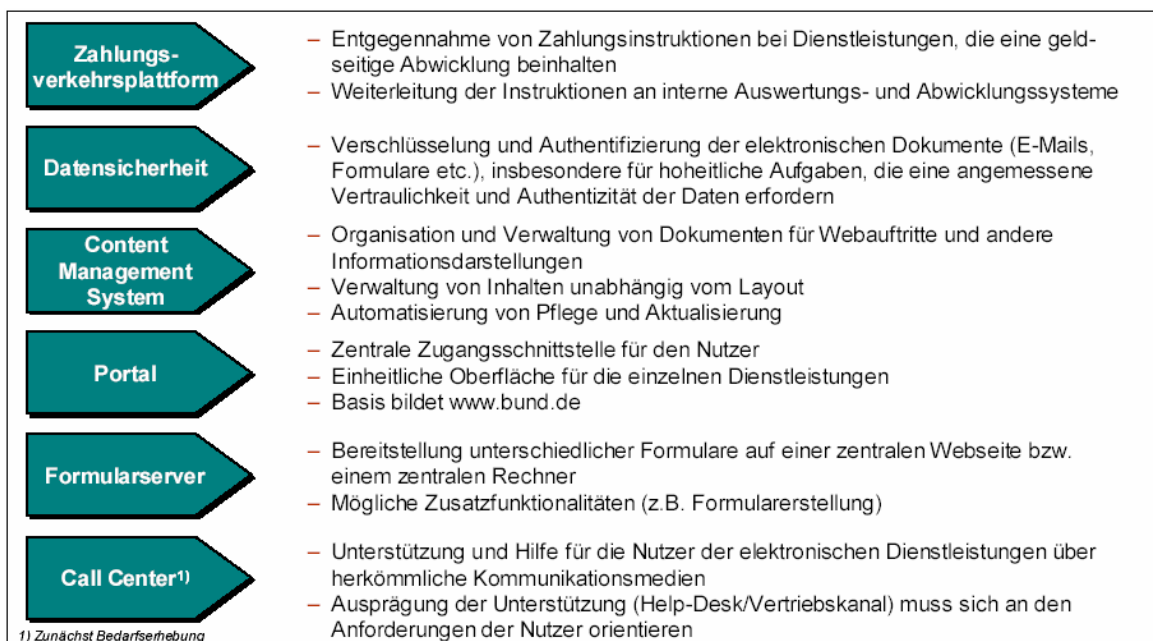 Zahlungs-
verkehrsplattform
– Entgegennahme von Zahlungsinstruktionen bei Dienstleistungen, die eine geld-
seitige Abwicklung beinhalten
– Weiterleitung der Instruktionen an interne Auswertungs- und Abwicklungssysteme
Datensicherheit
– Verschlüsselung und Authentifizierung der elektronischen Dokumente (E-Mails,
Formulare etc.), insbesondere für hoheitliche Aufgaben, die eine angemessene
Vertraulichkeit und Authentizität der Daten erfordern
Content
Management
System
– Organisation und Verwaltung von Dokumenten für Webauftritte und andere
Informationsdarstellungen
– Verwaltung von Inhalten unabhängig vom Layout
– Automatisierung von Pflege und Aktualisierung
Portal
– Zentrale Zugangsschnittstelle für den Nutzer
– Einheitliche Oberfläche für die einzelnen Dienstleistungen
– Basis bildet www.bund.de
Formularserver
– Bereitstellung unterschiedlicher Formulare auf einer zentralen Webseite bzw.
einem zentralen Rechner
– Mögliche Zusatzfunktionalitäten (z.B. Formularerstellung)
Call Center1)
– Unterstützung und Hilfe für die Nutzer der elektronischen Dienstleistungen über
herkömmliche Kommunikationsmedien
– Ausprägung der Unterstützung (Help-Desk/Vertriebskanal) muss sich an den
Anforderungen der Nutzer orientieren
1) Zunächst Bedarfserhebung